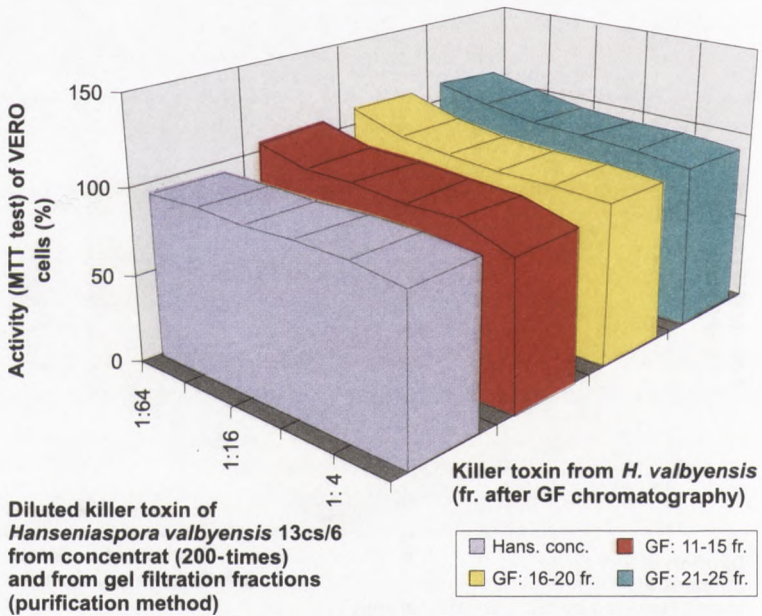 150
100
50
0
Activity (MTT test) of VERO
cells (%)
1:64
1:16
1: 4
Killer toxin from H. valbyensis
(fr. after GF chromatography)
Diluted killer toxin of
Hanseniaspora valbyensis 13cs/6
from concentrat (200-times)
and from gel filtration fractions
(purification method)
Hans. conc.
GF: 11-15 fr.
GF: 16-20 fr.
GF: 21-25 fr.